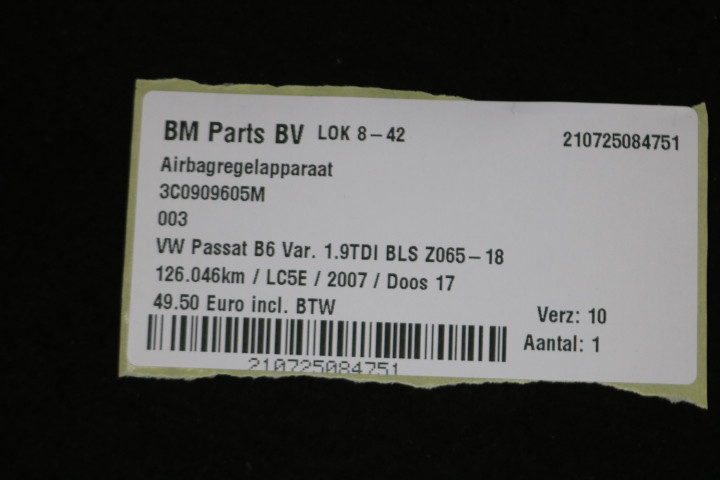 BM Parts BV LOK 8-42 210725084751
Airbagregelapparaat
3C0909605M
003
VW Passat B6 Var. 1.9TDI BLS Z065-18
126.046km / LC5E / 2007 / Doos 17
49.50 Euro incl. BTW Verz: 10
Aantal: 1
210725084751